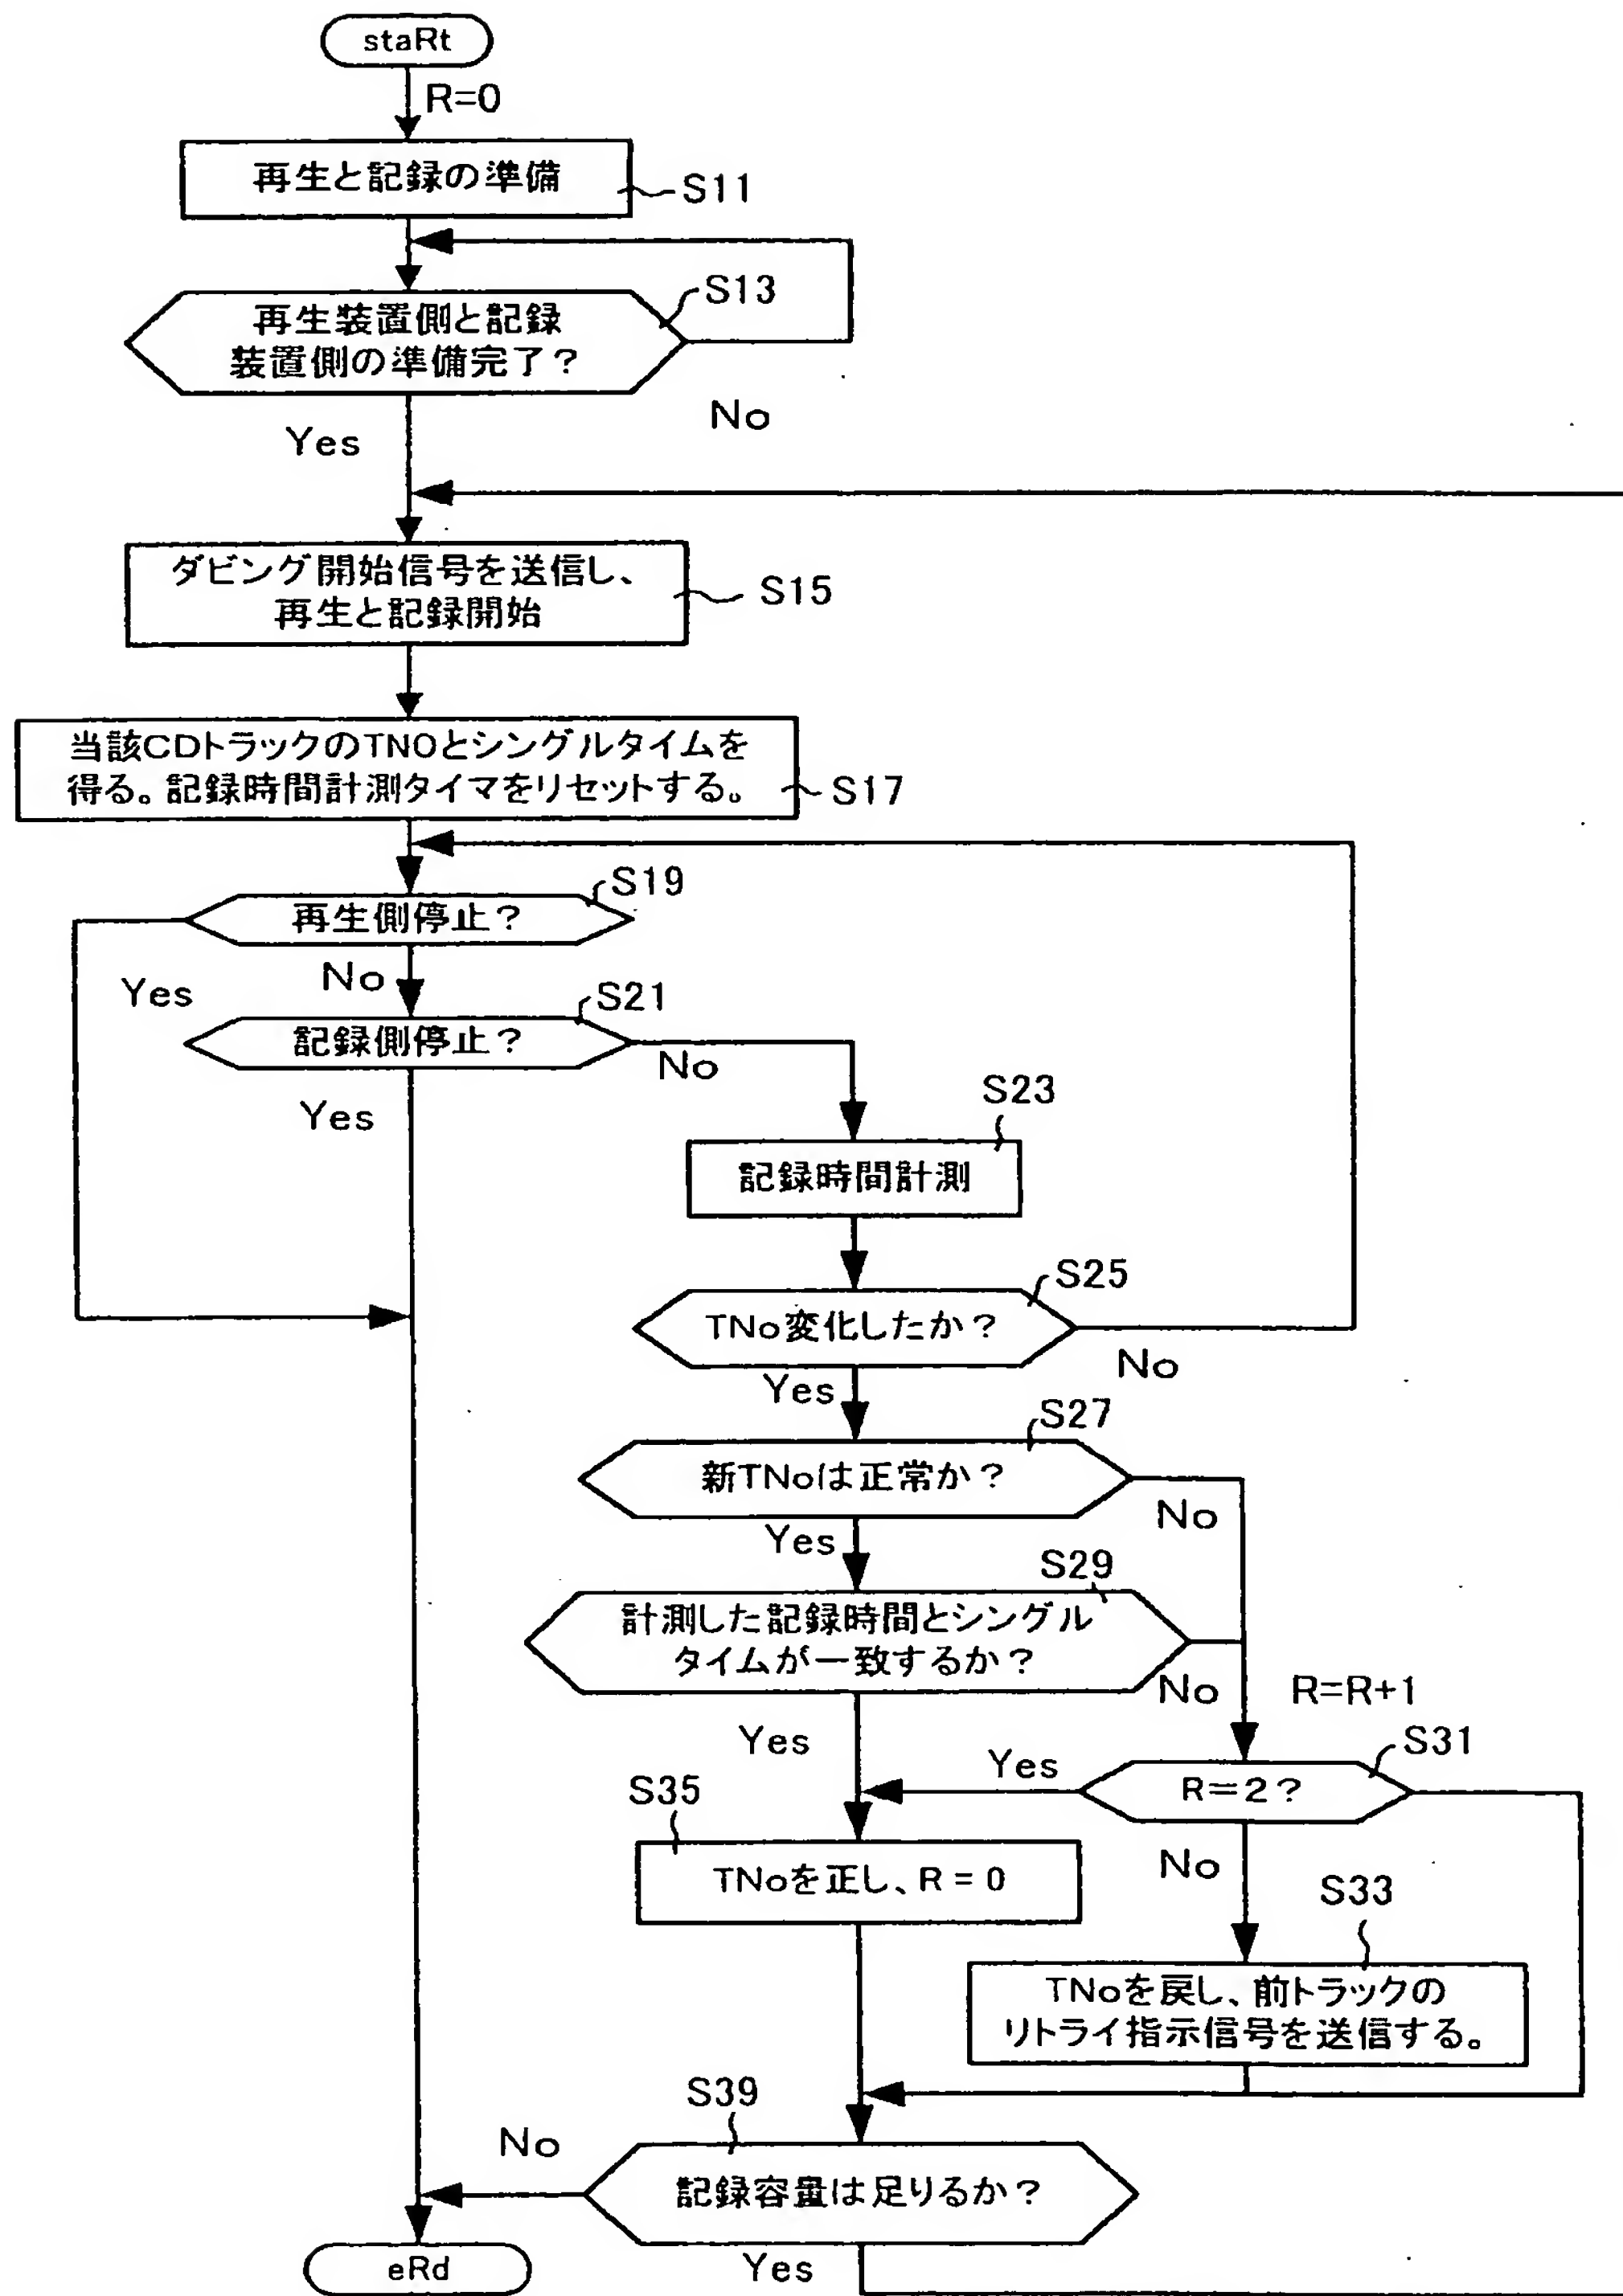 staRt
R=0
再生と記録の準備
S11
S13
再生装置側と記録
装置側の準備完了?
No
Yes
ダビング開始信号を送信し、
再生と記録開始
S15
当該CDトラックのTNOとシングルタイムを
得る。記録時間計測タイマをリセットする。
S17
S19
再生側停止?
Yes
No
S21
記録側停止?
No
Yes
S23
記録時間計測
S25
TNo変化したか?
No
Yes
S27
新TNoは正常か?
No
Yes
S29
計測した記録時間とシングル
タイムが一致するか?
No
R=R+1
Yes
S31
Yes
R=2?
S35
No
TNoを正し、R=0
S33
TNoを戻し、前トラックの
リトライ指示信号を送信する。
S39
No
記録容量は足りるか?
eRd
Yes